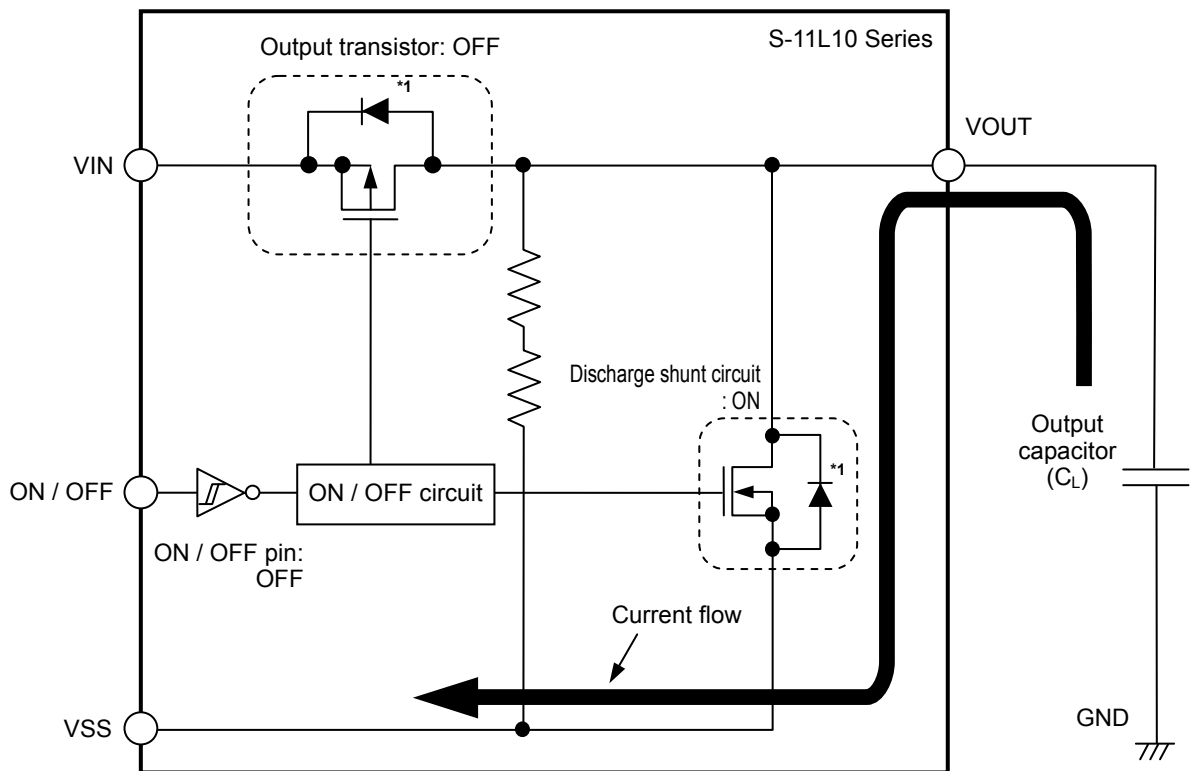 S-11L10 Series
Output transistor: OFF
*1
VOUT
VIN
Discharge shunt circuit
: ON
*1
Output
capacitor
(CL)
ON / OFF
ON / OFF circuit
ON / OFF pin:
OFF
Current flow
VSS
GND